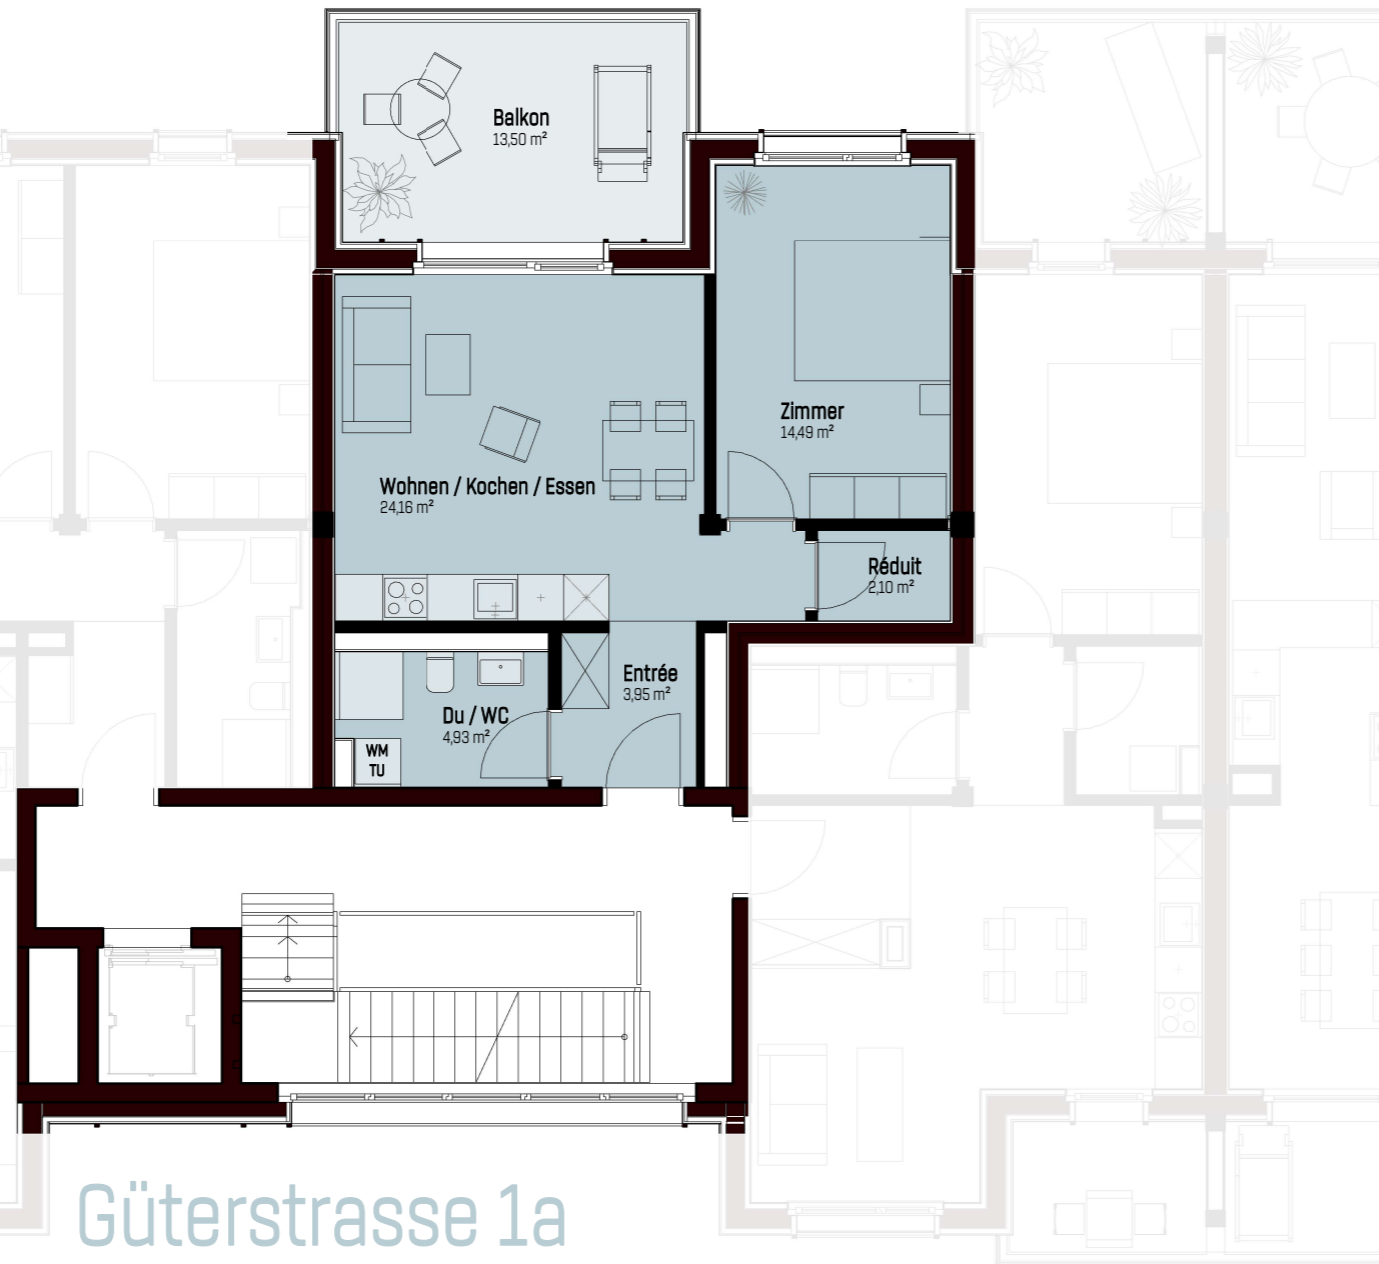 Balkon
13,50 m²
Zimmer
14,49 m²
Wohnen / Kochen / Essen
24,16 m²
Réduit
2,10 m²
Entrée
3,95 m²
Du / WC
4,93 m²
WM
TU
Güterstrasse 1a